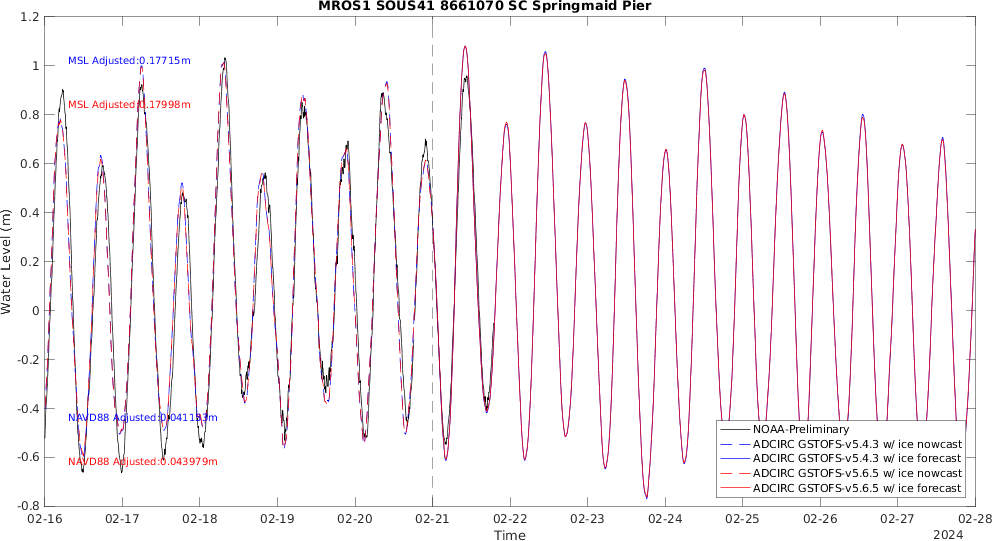 MROS1 SOUS41 8661070 SC Springmaid Pier
1.2
1
0.8
0.6
0.4
0.2
0
-0.2
-0.4
-0.6
-0.8
Water Level (m)
MSL Adjusted:0.17715m
MSL Adjusted:0.17998m
NAVD88 Adjusted:0.041133m
NAVD88 Adjusted:0.043979m
NOAA-Preliminary
ADCIRC GSTOFS-v5.4.3 w/ ice nowcast
ADCIRC GSTOFS-v5.4.3 w/ ice forecast
ADCIRC GSTOFS-v5.6.5 w/ ice nowcast
ADCIRC GSTOFS-v5.6.5 w/ ice forecast
02-16 02-17 02-18 02-19 02-20 02-21 02-22 02-23 02-24 02-25 02-26 02-27 02-28
Time
2024